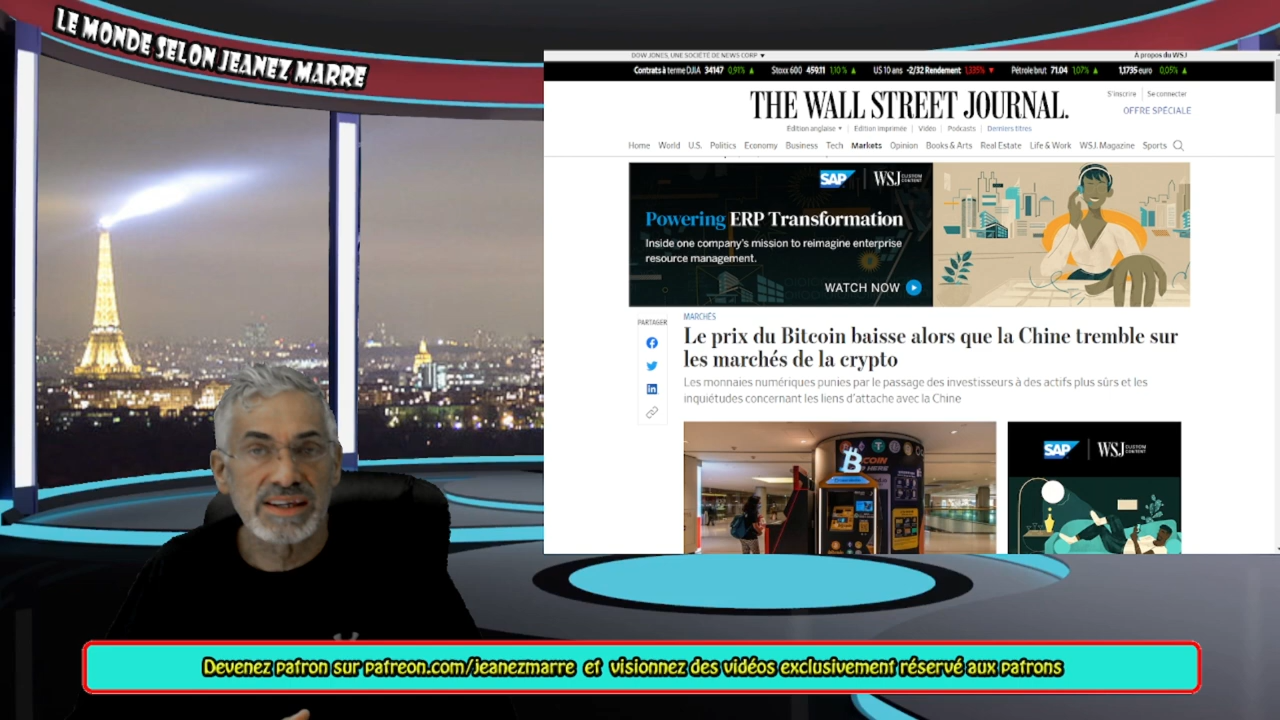 LE MONDE SELON JEANEZ MARRE
DOW JONES, UNE SOCIÉTÉ DE NEWS CORP
À propos du WSJ
Contrats à terme DJIA 34147 0,91% ▲ Stoxx 600 459.11 1,10 % ▲ US 10 ans -2/32 Rendement 1,335% ▼ Pétrole brut 71.04 1,07% ▲ 1,1735 euro 0,05% ▲
THE WALL STREET JOURNAL.
S'inscrire | Se connecter
OFFRE SPÉCIALE
Édition anglaise | Édition imprimée | Vidéo | Podcasts | Derniers titres
Home World U.S. Politics Economy Business Tech Markets Opinion Books & Arts Real Estate Life & Work WSJ. Magazine Sports
SAP | WSJ CUSTOM CONTENT
Powering ERP Transformation
Inside one company's mission to reimagine enterprise
resource management.
WATCH NOW
MARCHÉS
PARTAGER
Le prix du Bitcoin baisse alors que la Chine tremble sur
les marchés de la crypto
Les monnaies numériques punies par le passage des investisseurs à des actifs plus sûrs et les
inquiétudes concernant les liens d'attache avec la Chine
COIN
HERE
SAP | WSJ CUSTOM CONTENT
Devenez patron sur patreon.com/jeanezmarre et visionnez des vidéos exclusivement réservé aux patrons